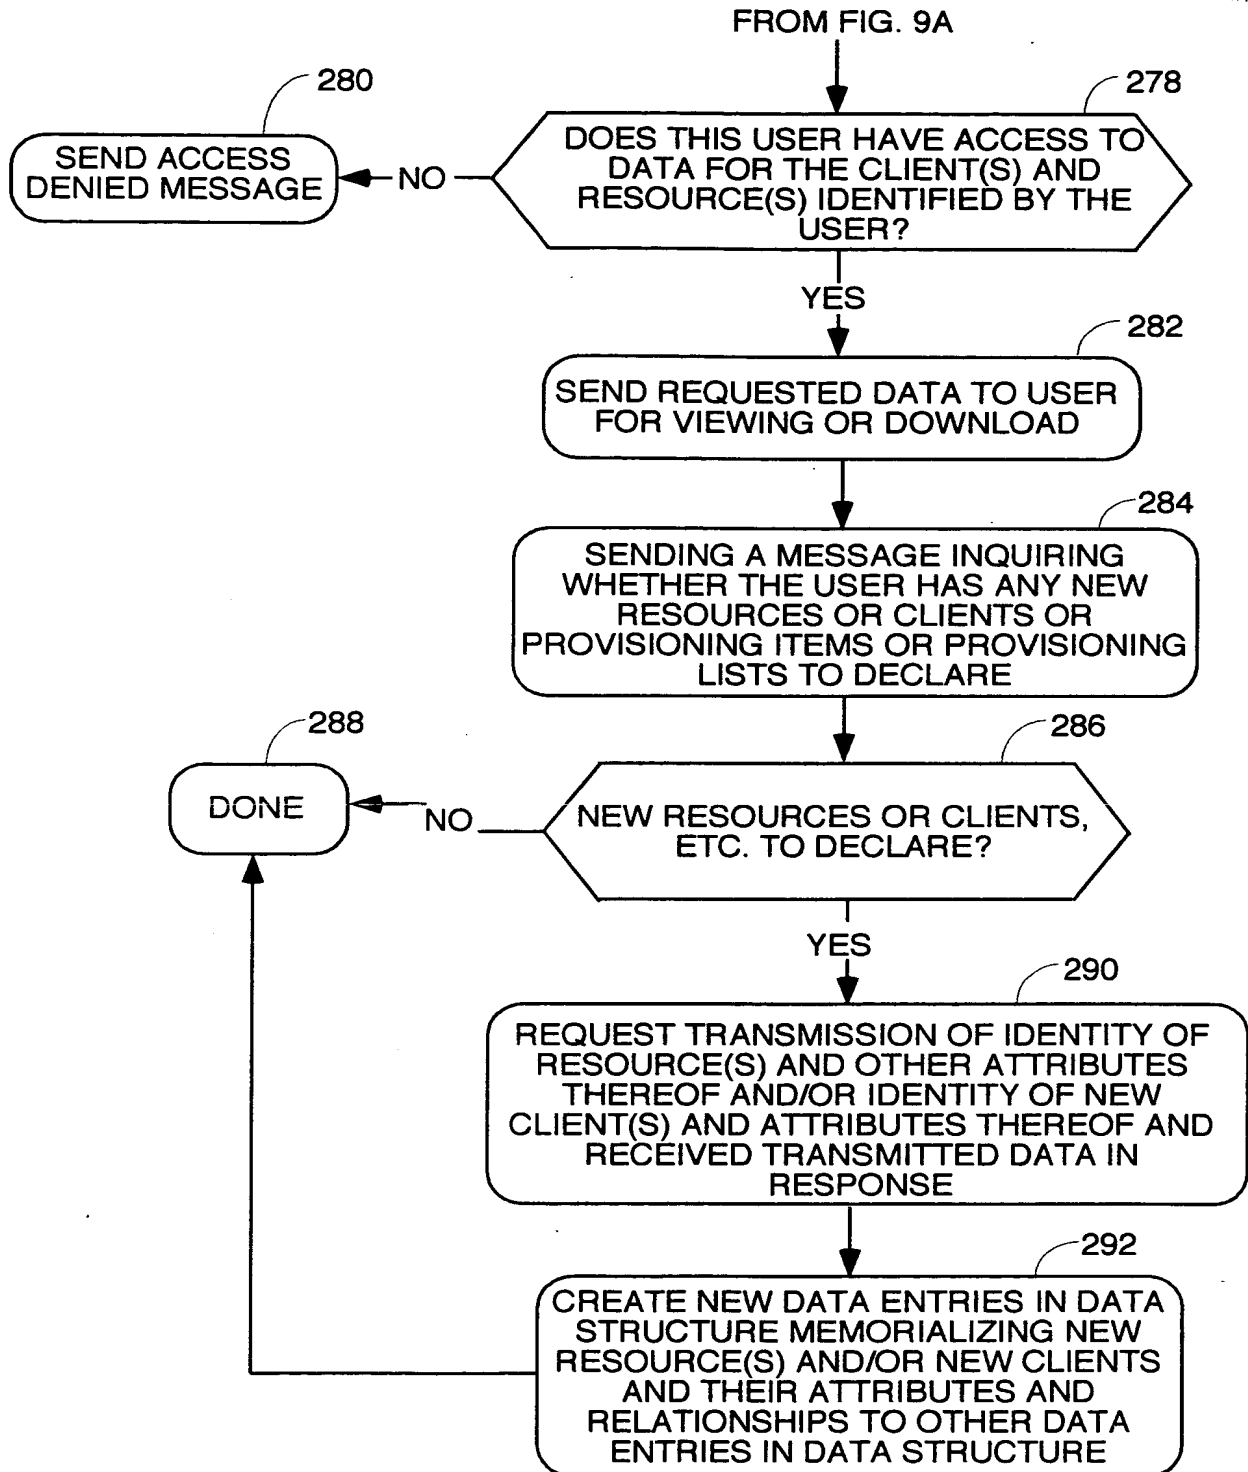 FROM FIG. 9A
280
278
SEND ACCESS
DENIED MESSAGE
NO
DOES THIS USER HAVE ACCESS TO
DATA FOR THE CLIENT(S) AND
RESOURCE(S) IDENTIFIED BY THE
USER?
YES
282
SEND REQUESTED DATA TO USER
FOR VIEWING OR DOWNLOAD
284
SENDING A MESSAGE INQUIRING
WHETHER THE USER HAS ANY NEW
RESOURCES OR CLIENTS OR
PROVISIONING ITEMS OR PROVISIONING
LISTS TO DECLARE
288
286
DONE
NO
NEW RESOURCES OR CLIENTS,
ETC. TO DECLARE?
YES
290
REQUEST TRANSMISSION OF IDENTITY OF
RESOURCE(S) AND OTHER ATTRIBUTES
THEREOF AND/OR IDENTITY OF NEW
CLIENT(S) AND ATTRIBUTES THEREOF AND
RECEIVED TRANSMITTED DATA IN
RESPONSE
292
CREATE NEW DATA ENTRIES IN DATA
STRUCTURE MEMORIALIZING NEW
RESOURCE(S) AND/OR NEW CLIENTS
AND THEIR ATTRIBUTES AND
RELATIONSHIPS TO OTHER DATA
ENTRIES IN DATA STRUCTURE